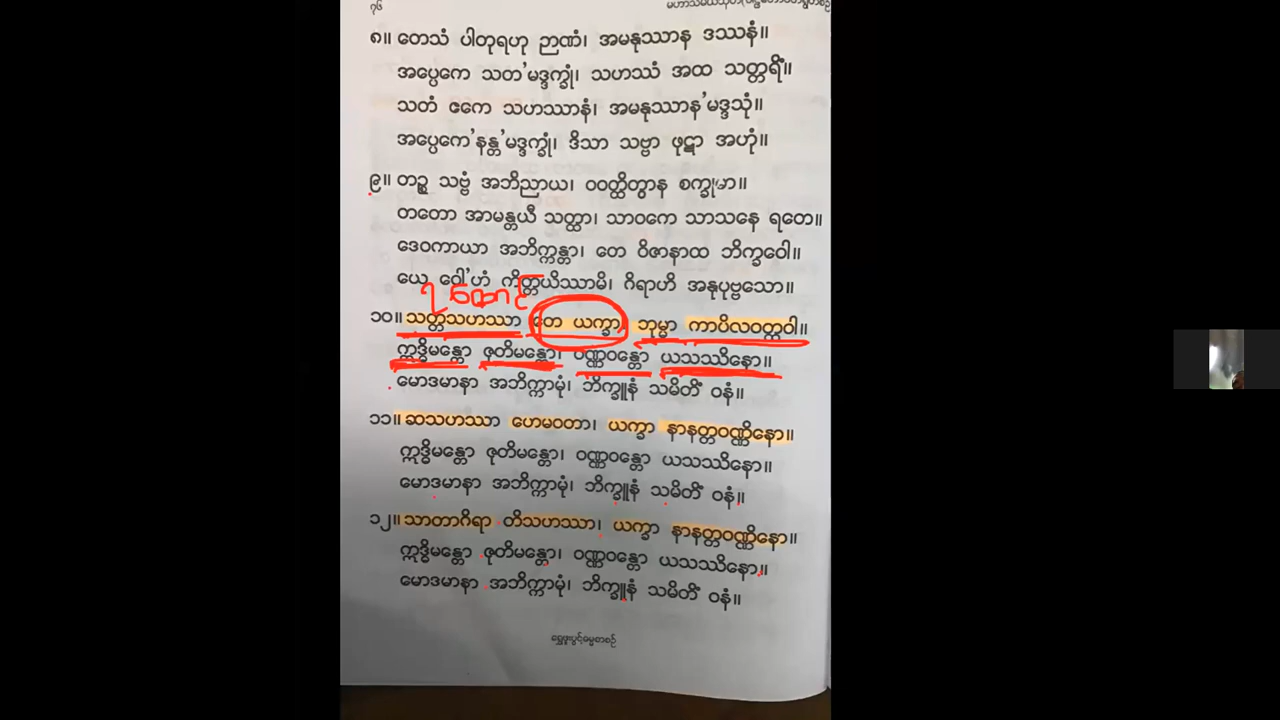 ၇၆
မဟာသမယသုတ်
၈။ တေသံ ပါတုရဟု ဉာဏံ၊ အမနုဿာန ဒဿနံ။
အပ္ပေကေ သတ'မဒ္ဒက္ခုံ၊ သဟဿံ အထ သတ္တရိံ။
သတံ ဧကေ သဟဿာနံ၊ အမနုဿာန'မဒ္ဒသုံ။
အပ္ပေကေ'နန္တ'မဒ္ဒက္ခုံ၊ ဒိသာ သဗ္ဗာ ဖုဋာ အဟုံ။
၉။ တဉ္စ သဗ္ဗံ အဘိညာယ၊ ဝဝတ္ထိတွာန စက္ခုမာ။
တတော အာမန္တယီ သတ္ထာ၊ သာဝကေ သာသနေ ရတေ။
ဒေဝကာယာ အဘိက္ကန္တာ၊ တေ ဝိဇာနာထ ဘိက္ခဝေါ။
ယေ ဝေါ'ဟံ ကိတ္တယိဿာမိ၊ ဂိရာဟိ အနုပုဗ္ဗသော။
၇ ထောင်
၁၀။ သတ္တသဟဿာ တေ ယက္ခာ၊ ဘုမ္မာ ကာပိလဝတ္ထဝါ။
ဣဒ္ဓိမန္တော ဇုတိမန္တော၊ ဝဏ္ဏဝန္တော ယသဿိနော။
မောဒမာနာ အဘိက္ကာမုံ၊ ဘိက္ခူနံ သမိတိံ ဝနံ။
၁၁။ ဆသဟဿာ ဟေမဝတာ၊ ယက္ခာ နာနတ္တဝဏ္ဏိနော။
ဣဒ္ဓိမန္တော ဇုတိမန္တော၊ ဝဏ္ဏဝန္တော ယသဿိနော။
မောဒမာနာ အဘိက္ကာမုံ၊ ဘိက္ခူနံ သမိတိံ ဝနံ။
၁၂။ သာတာဂိရာ တိသဟဿာ၊ ယက္ခာ နာနတ္တဝဏ္ဏိနော။
ဣဒ္ဓိမန္တော ဇုတိမန္တော၊ ဝဏ္ဏဝန္တော ယသဿိနော။
မောဒမာနာ အဘိက္ကာမုံ၊ ဘိက္ခူနံ သမိတိံ ဝနံ။